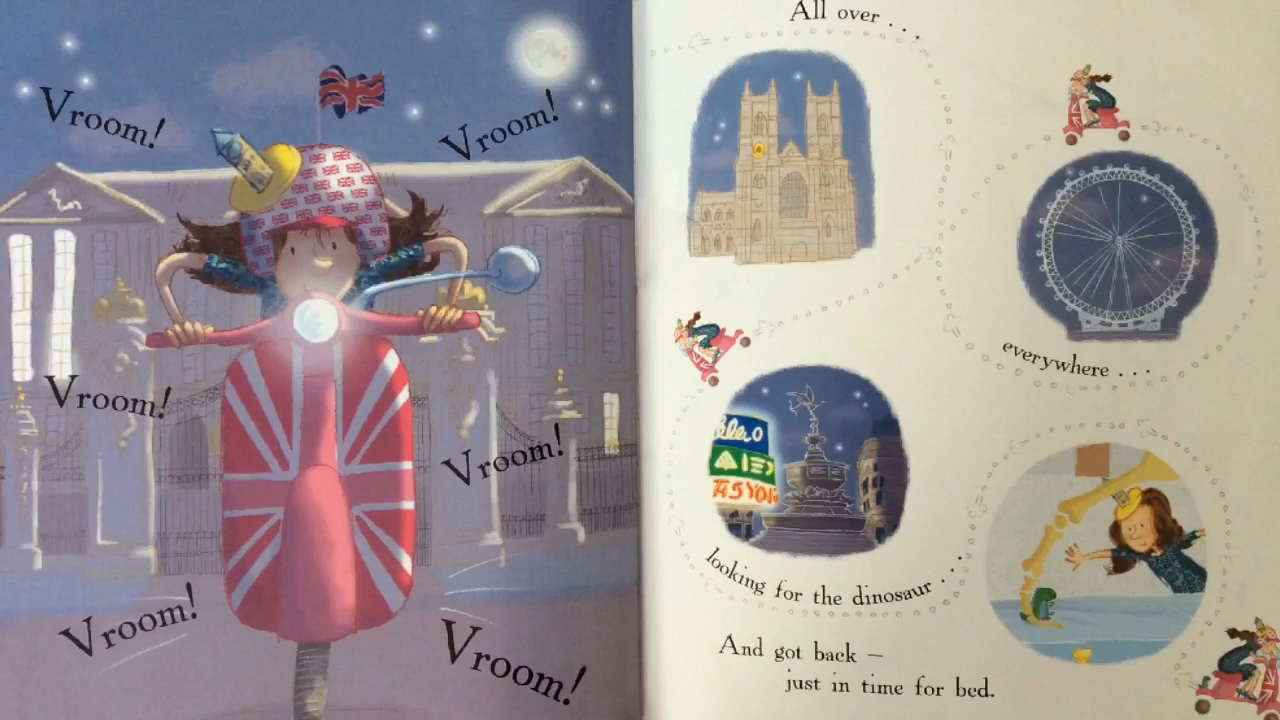 Vroom!
Vroom!
Vroom!
Vroom!
Vroom!
Vroom!
All over . . .
everywhere . . .
looking for the dinosaur . . .
And got back –
just in time for bed.